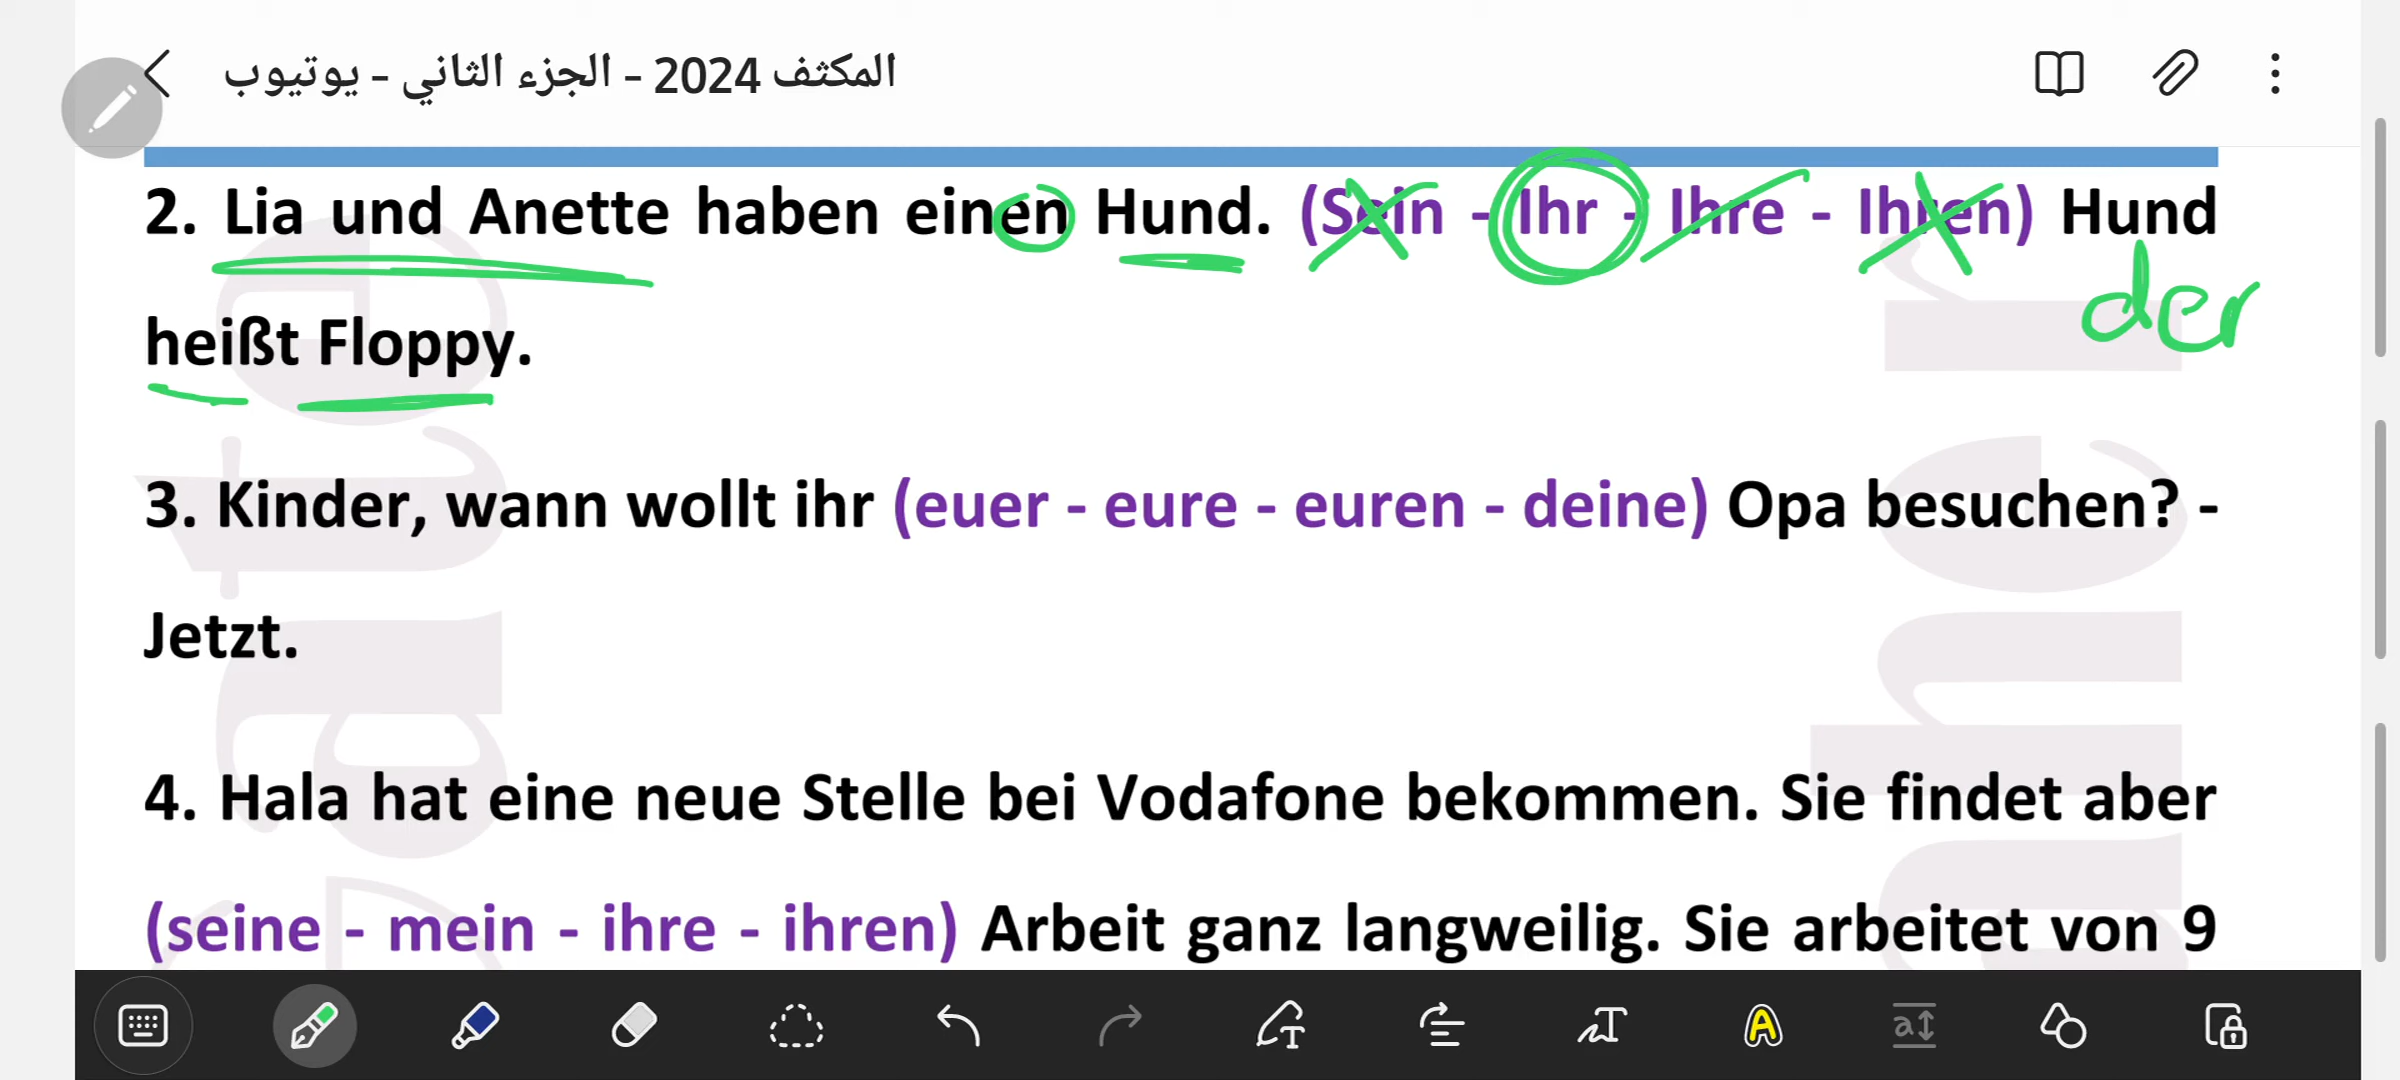 المكثف 2024 - الجزء الثاني - يوتيوب
2. Lia und Anette haben einen Hund. (Sein - Ihr - Ihre - Ihren) Hund
der
heißt Floppy.
3. Kinder, wann wollt ihr (euer - eure - euren - deine) Opa besuchen? -
Jetzt.
4. Hala hat eine neue Stelle bei Vodafone bekommen. Sie findet aber
(seine - mein - ihre - ihren) Arbeit ganz langweilig. Sie arbeitet von 9